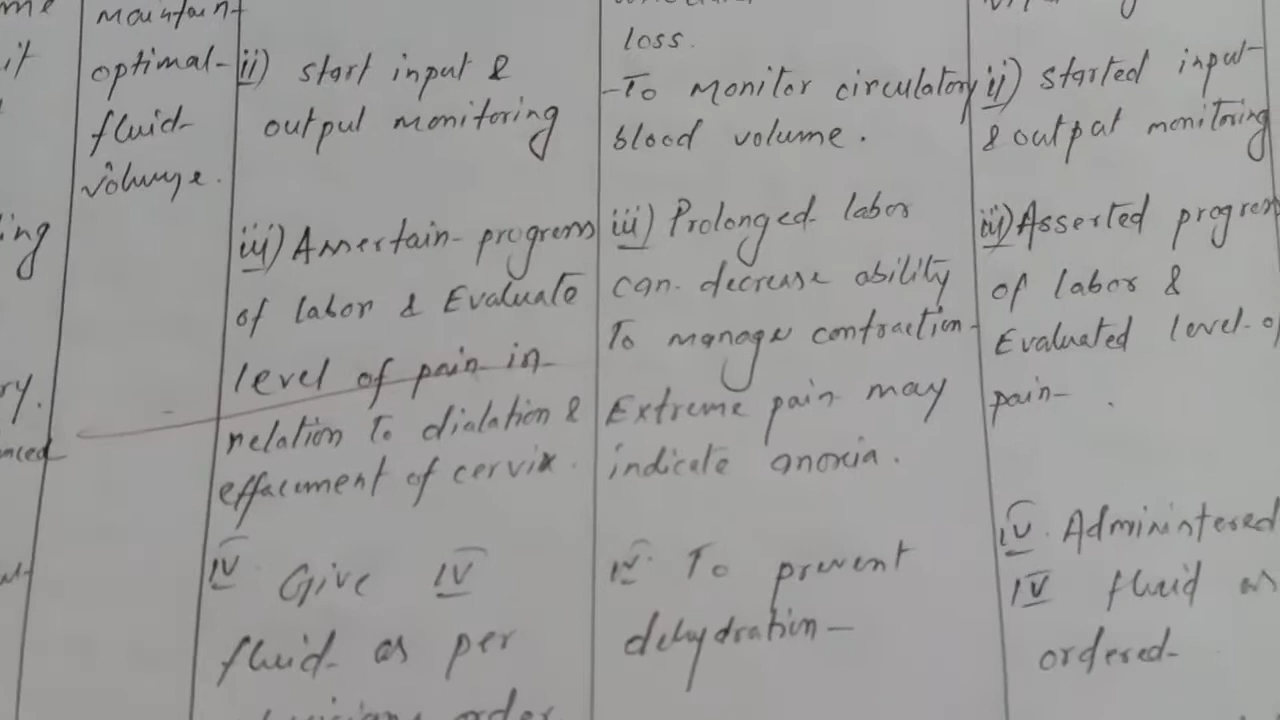 maintain
optimal-
fluid-
volume.
ii) start input &
output monitoring
iii) Assertain progress
of labor & Evaluate
level of pain in
relation to dialation &
effacement of cervix.
IV Give IV
fluid as per
order
loss.
-To monitor circulatory
blood volume.
iii) Prolonged labor
can decrease ability
To manage contraction-
Extreme pain may
indicate anoxia.
IV. To prevent
dehydration-
ii) started input-
& output monitoring
iii) Asserted progress
of labor &
Evaluated level of
pain-.
IV. Administered
IV fluid as
ordered-